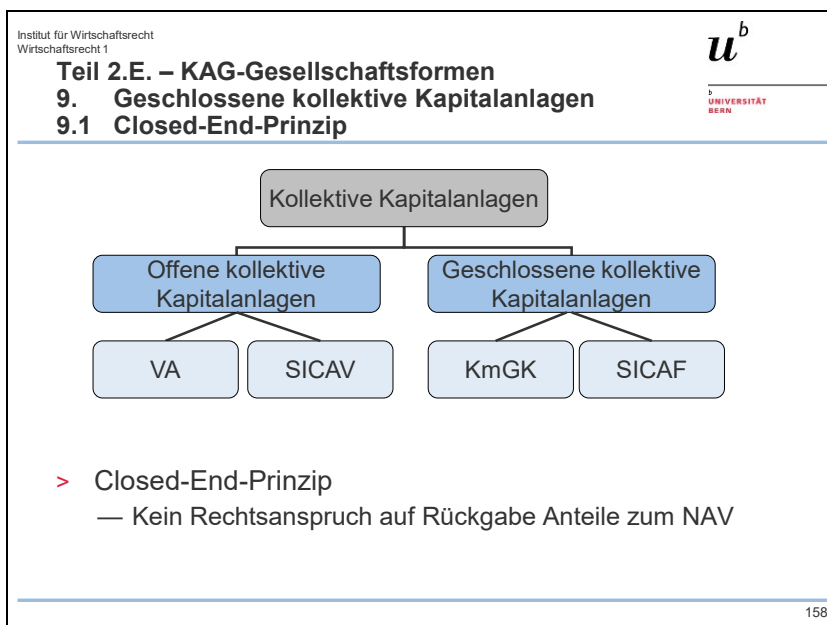 Institut für Wirtschaftsrecht
Wirtschaftsrecht 1
Teil 2.E. – KAG-Gesellschaftsformen
9. Geschlossene kollektive Kapitalanlagen
9.1 Closed-End-Prinzip
u^b
b
UNIVERSITÄT
BERN
Kollektive Kapitalanlagen
Offene kollektive
Kapitalanlagen
Geschlossene kollektive
Kapitalanlagen
VA
SICAV
KmGK
SICAF
> Closed-End-Prinzip
— Kein Rechtsanspruch auf Rückgabe Anteile zum NAV
158